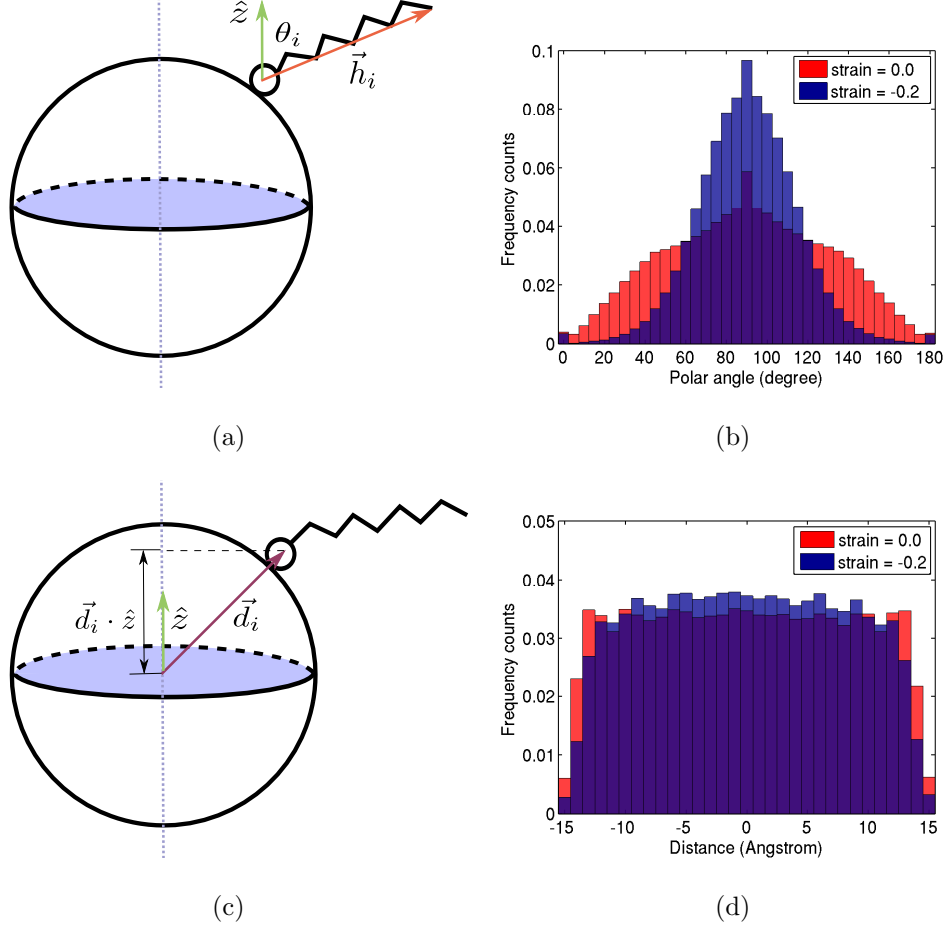 ẑ
θᵢ
h⃗ᵢ
(a)
0.1
0.08
0.06
0.04
0.02
0
Frequency counts
strain = 0.0
strain = -0.2
0 20 40 60 80 100 120 140 160 180
Polar angle (degree)
(b)
d⃗ᵢ · ẑ
ẑ
d⃗ᵢ
(c)
0.05
0.04
0.03
0.02
0.01
0
Frequency counts
strain = 0.0
strain = -0.2
-15 -10 -5 0 5 10 15
Distance (Angstrom)
(d)